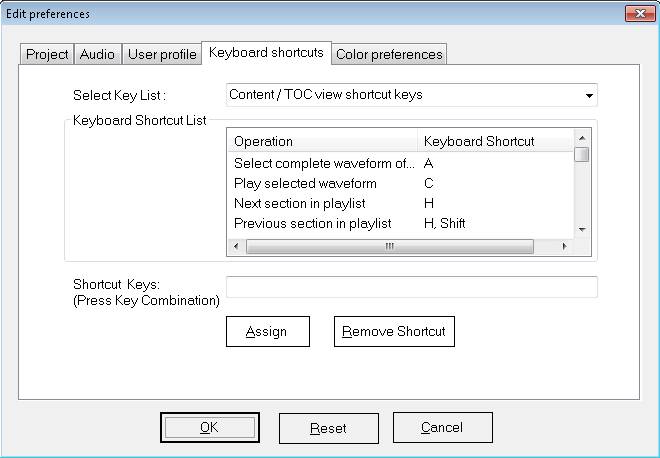 Edit preferences
Project Audio User profile Keyboard shortcuts Color preferences
Select Key List : Content / TOC view shortcut keys
Keyboard Shortcut List
Operation Keyboard Shortcut
Select complete waveform of... A
Play selected waveform C
Next section in playlist H
Previous section in playlist H, Shift
Shortcut Keys:
(Press Key Combination)
Assign Remove Shortcut
OK Reset Cancel